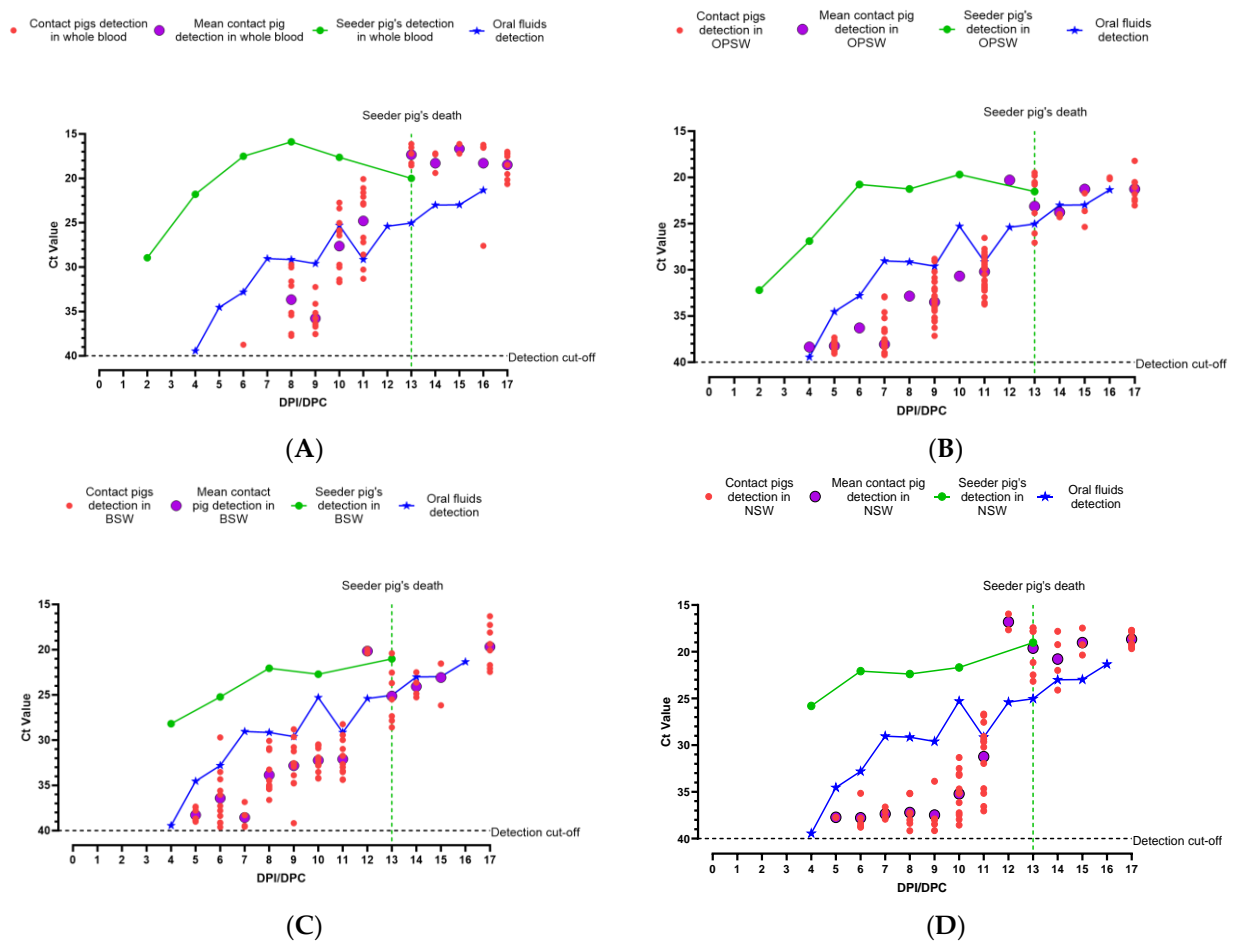 Contact pigs detection
in whole blood
Mean contact pig
detection in whole blood
Seeder pig's detection
in whole blood
Oral fluids
detection
Seeder pig's death
15
20
25
30
35
40
Ct Value
Detection cut-off
0 1 2 3 4 5 6 7 8 9 10 11 12 13 14 15 16 17
DPI/DPC
(A)
Contact pigs
detection in
OPSW
Mean contact pig
detection in
OPSW
Seeder pig's
detection in
OPSW
Oral fluids
detection
Seeder pig's death
15
20
25
30
35
40
Ct Value
Detection cut-off
0 1 2 3 4 5 6 7 8 9 10 11 12 13 14 15 16 17
DPI/DPC
(B)
Contact pigs
detection in
BSW
Mean contact
pig detection in
BSW
Seeder pig's
detection in
BSW
Oral fluids
detection
Seeder pig's death
15
20
25
30
35
40
Ct Value
Detection cut-off
0 1 2 3 4 5 6 7 8 9 10 11 12 13 14 15 16 17
DPI/DPC
(C)
Contact pigs
detection in
NSW
Mean contact pig
detection in
NSW
Seeder pig's
detection in
NSW
Oral fluids
detection
Seeder pig's death
15
20
25
30
35
40
Ct Value
Detection cut-off
0 1 2 3 4 5 6 7 8 9 10 11 12 13 14 15 16 17
DPI/DPC
(D)